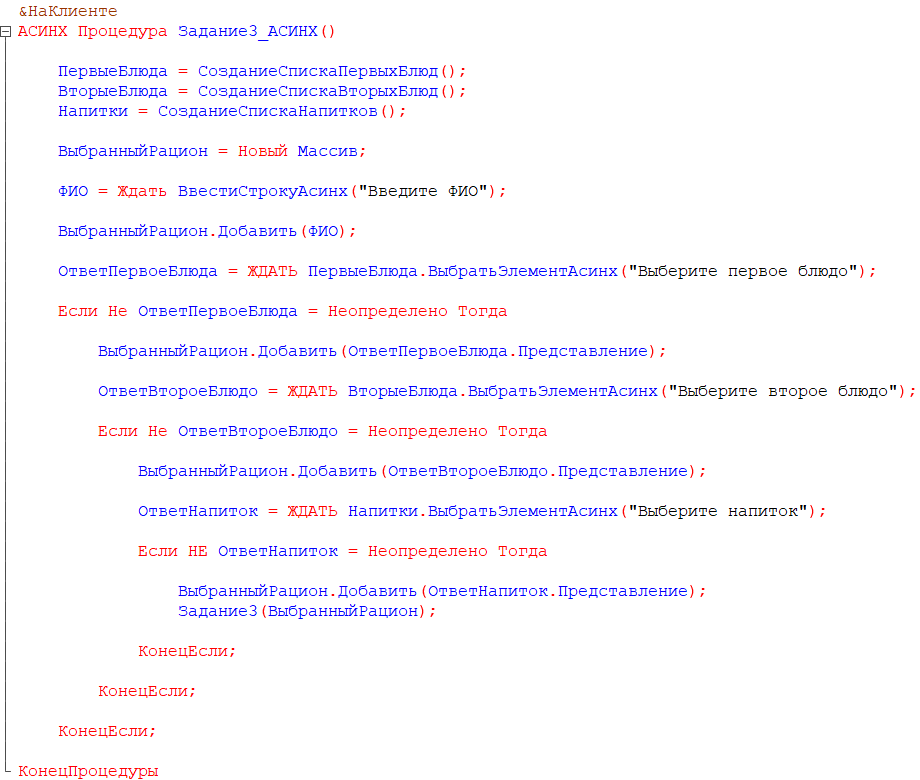 &НаКлиенте
АСИНХ Процедура Задание3_АСИНХ()
ПервыеБлюда = СозданиеСпискаПервыхБлюд();
ВторыеБлюда = СозданиеСпискаВторыхБлюд();
Напитки = СозданиеСпискаНапитков();
ВыбранныйРацион = Новый Массив;
ФИО = Ждать ВвестиСтрокуАсинх("Введите ФИО");
ВыбранныйРацион.Добавить(ФИО);
ОтветПервоеБлюда = ЖДАТЬ ПервыеБлюда.ВыбратьЭлементАсинх("Выберите первое блюдо");
Если Не ОтветПервоеБлюда = Неопределено Тогда
ВыбранныйРацион.Добавить(ОтветПервоеБлюда.Представление);
ОтветВтороеБлюдо = ЖДАТЬ ВторыеБлюда.ВыбратьЭлементАсинх("Выберите второе блюдо");
Если Не ОтветВтороеБлюдо = Неопределено Тогда
ВыбранныйРацион.Добавить(ОтветВтороеБлюдо.Представление);
ОтветНапиток = ЖДАТЬ Напитки.ВыбратьЭлементАсинх("Выберите напиток");
Если НЕ ОтветНапиток = Неопределено Тогда
ВыбранныйРацион.Добавить(ОтветНапиток.Представление);
Задание3(ВыбранныйРацион);
КонецЕсли;
КонецЕсли;
КонецЕсли;
КонецПроцедуры